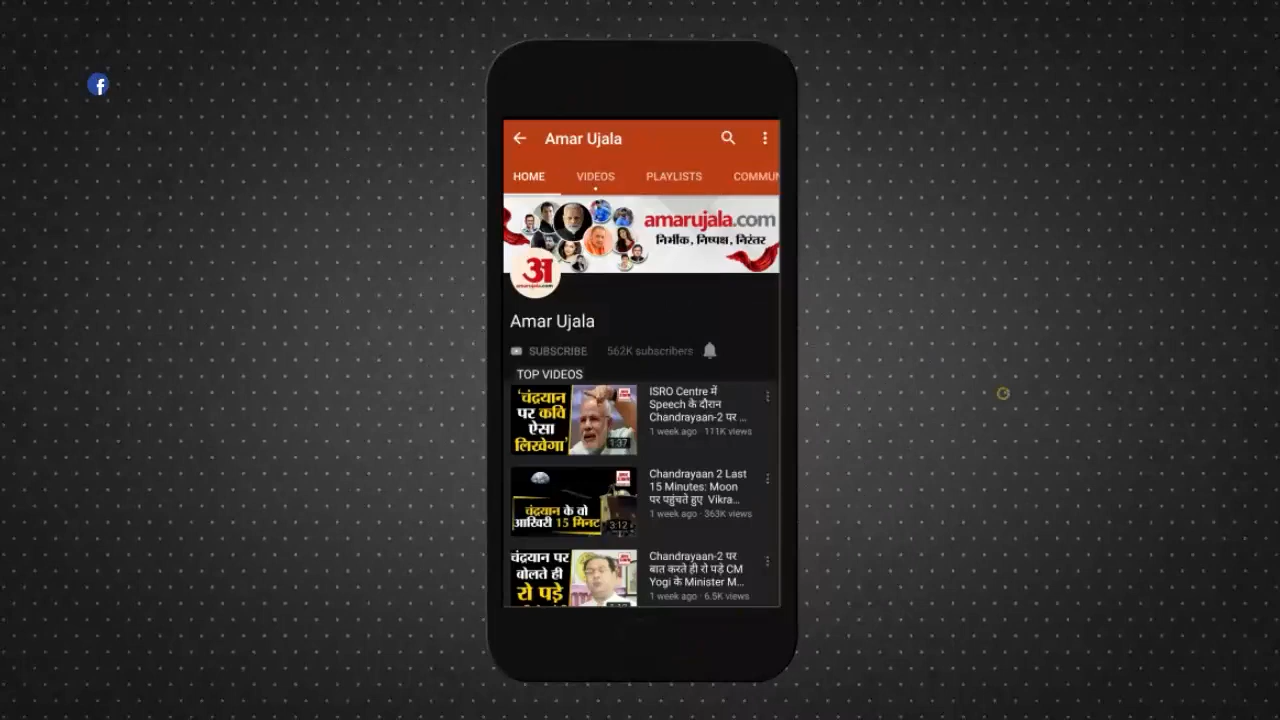 Amar Ujala
HOME VIDEOS PLAYLISTS COMMUN
amarujala.com
निर्भीक, निष्पक्ष, निरंतर
अ
amarujala.com
Amar Ujala
SUBSCRIBE 562K subscribers
TOP VIDEOS
'चंद्रयान
पर कवि
ऐसा
लिखेगा'
1:37
ISRO Centre में
Speech के दौरान
Chandrayaan-2 पर ...
1 week ago · 111K views
चंद्रयान के वो
आखिरी 15 मिनट
3:12
Chandrayaan 2 Last
15 Minutes: Moon
पर पहुंचते हुए Vikra...
1 week ago · 363K views
चंद्रयान पर
बोलते ही
रो पड़े
Chandrayaan-2 पर
बात करते ही रो पड़े CM
Yogi के Minister M...
1 week ago · 6.5K views